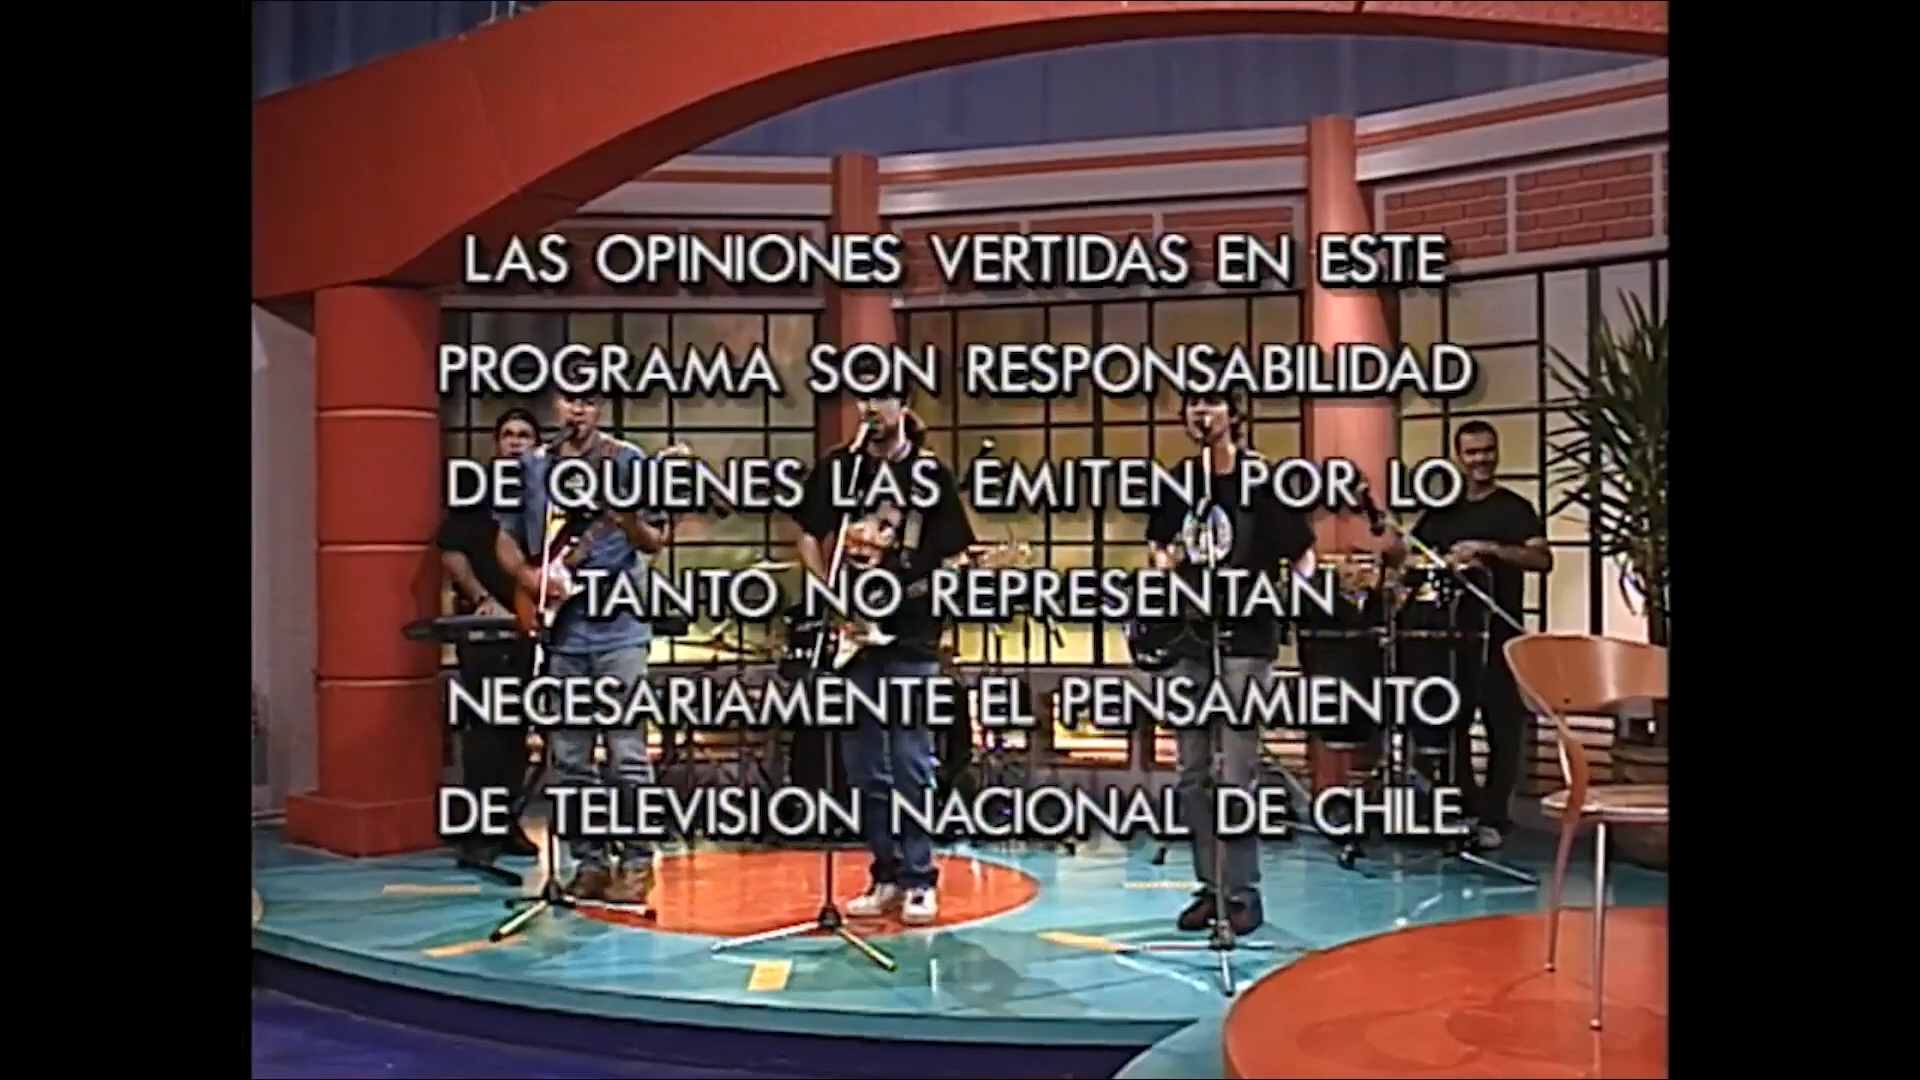 LAS OPINIONES VERTIDAS EN ESTE
PROGRAMA SON RESPONSABILIDAD
DE QUIENES LAS EMITEN, POR LO
TANTO NO REPRESENTAN
NECESARIAMENTE EL PENSAMIENTO
DE TELEVISION NACIONAL DE CHILE.